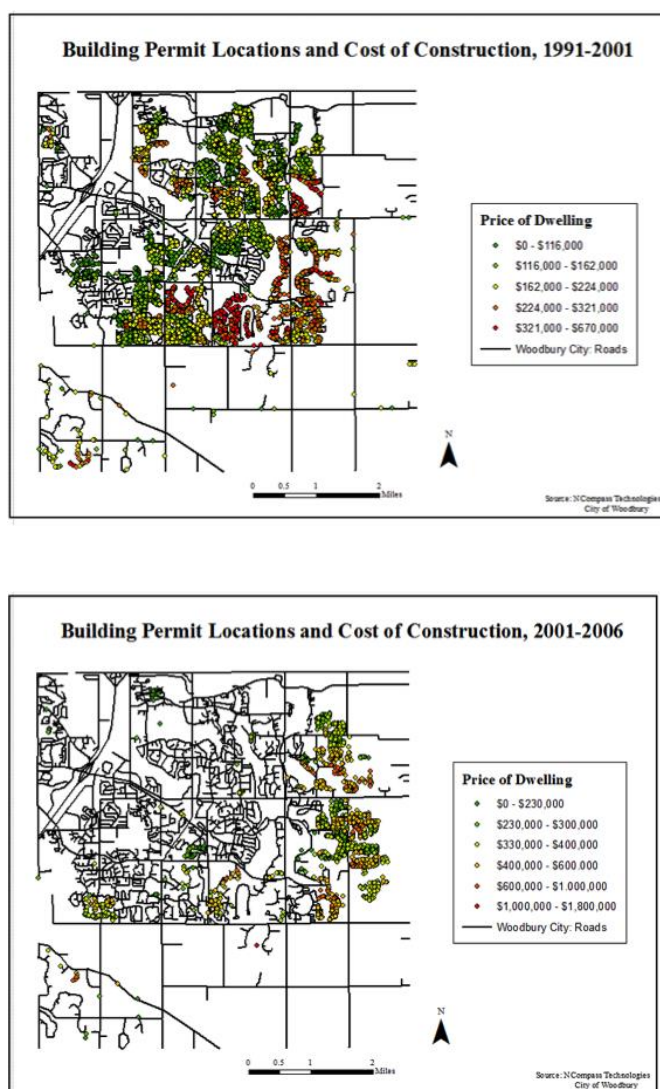 Building Permit Locations and Cost of Construction, 1991-2001
Price of Dwelling
$0 - $116,000
$116,000 - $162,000
$162,000 - $224,000
$224,000 - $321,000
$321,000 - $670,000
Woodbury City: Roads
N
0 0.5 1 2
Miles
Source: NCompass Technologies
City of Woodbury
Building Permit Locations and Cost of Construction, 2001-2006
Price of Dwelling
$0 - $230,000
$230,000 - $300,000
$330,000 - $400,000
$400,000 - $600.000
$600,000 - $1.000,000
$1,000,000 - $1,800,000
Woodbury City: Roads
N
0 0.5 1 2
Miles
Source: NCompass Technologies
City of Woodbury